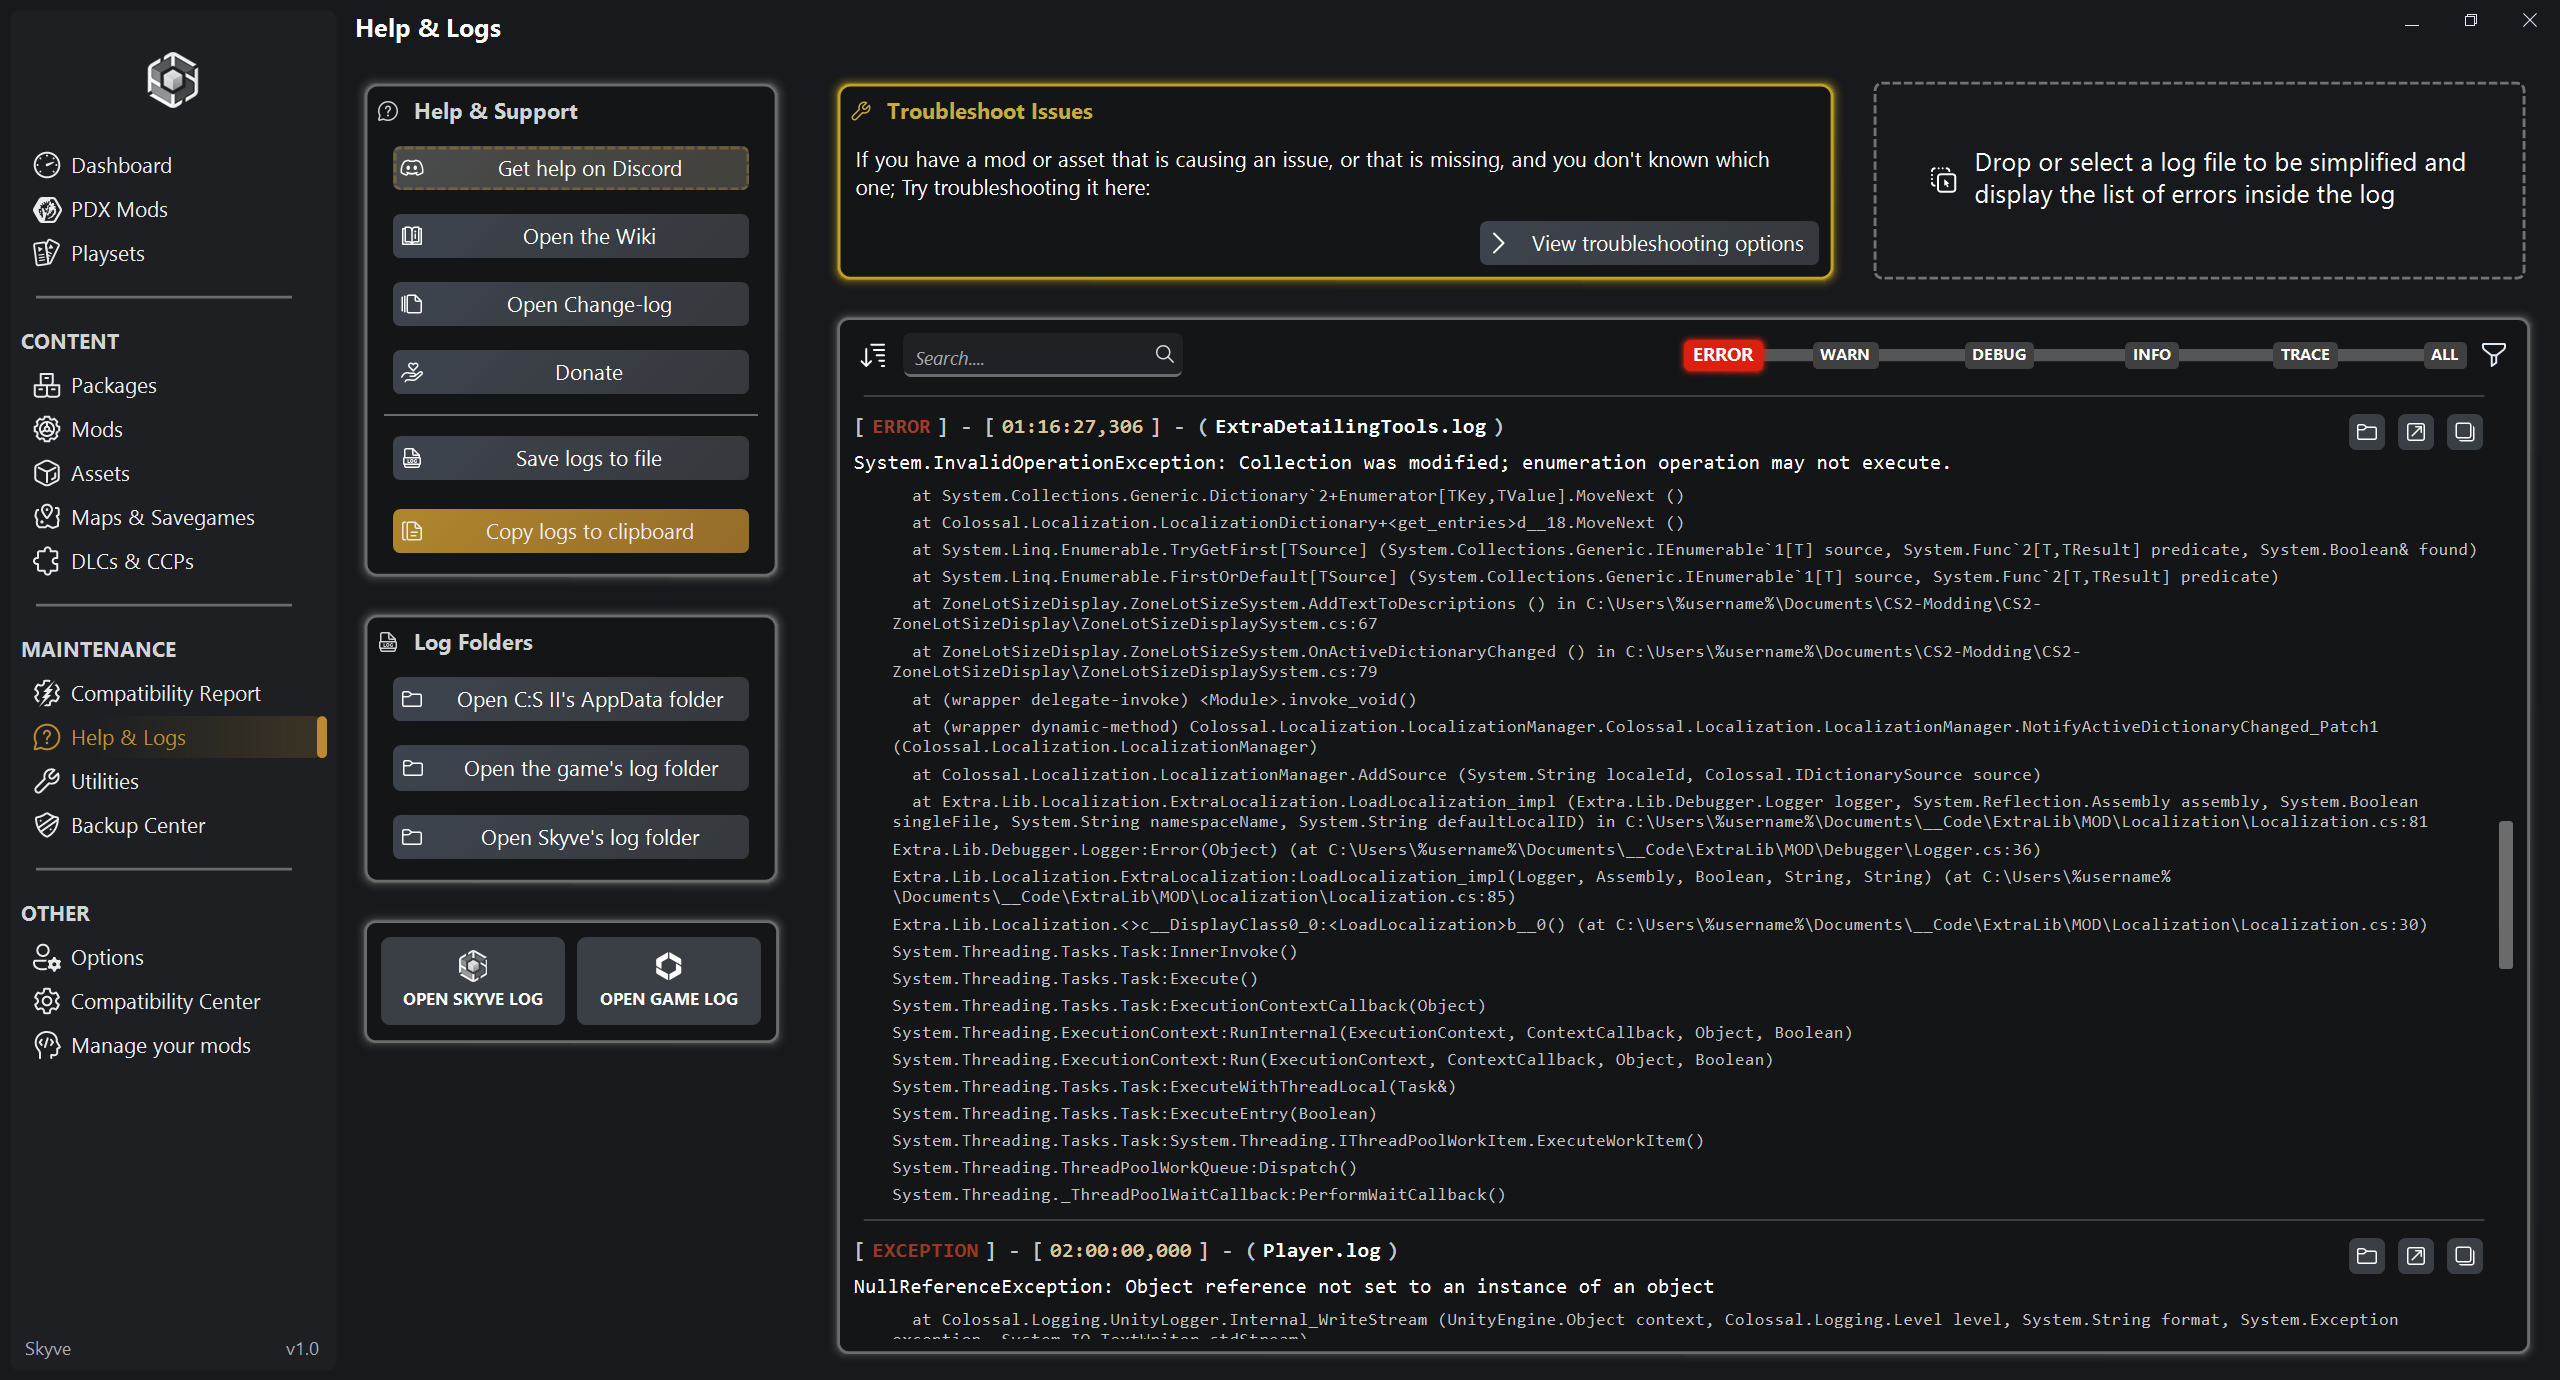 Help & Logs
Dashboard
PDX Mods
Playsets
CONTENT
Packages
Mods
Assets
Maps & Savegames
DLCs & CCPs
MAINTENANCE
Compatibility Report
Help & Logs
Utilities
Backup Center
OTHER
Options
Compatibility Center
Manage your mods
Skyve v1.0
Help & Support
Get help on Discord
Open the Wiki
Open Change-log
Donate
Save logs to file
Copy logs to clipboard
Log Folders
Open C:S II's AppData folder
Open the game's log folder
Open Skyve's log folder
OPEN SKYVE LOG
OPEN GAME LOG
Troubleshoot Issues
If you have a mod or asset that is causing an issue, or that is missing, and you don't known which
one; Try troubleshooting it here:
View troubleshooting options
Drop or select a log file to be simplified and
display the list of errors inside the log
Search....
ERROR WARN DEBUG INFO TRACE ALL
[ ERROR ] - [ 01:16:27,306 ] - ( ExtraDetailingTools.log )
System.InvalidOperationException: Collection was modified; enumeration operation may not execute.
at System.Collections.Generic.Dictionary`2+Enumerator[TKey,TValue].MoveNext ()
at Colossal.Localization.LocalizationDictionary+<get_entries>d__18.MoveNext ()
at System.Linq.Enumerable.TryGetFirst[TSource] (System.Collections.Generic.IEnumerable`1[T] source, System.Func`2[T,TResult] predicate, System.Boolean& found)
at System.Linq.Enumerable.FirstOrDefault[TSource] (System.Collections.Generic.IEnumerable`1[T] source, System.Func`2[T,TResult] predicate)
at ZoneLotSizeDisplay.ZoneLotSizeSystem.AddTextToDescriptions () in C:\Users\%username%\Documents\CS2-Modding\CS2-
ZoneLotSizeDisplay\ZoneLotSizeDisplaySystem.cs:67
at ZoneLotSizeDisplay.ZoneLotSizeSystem.OnActiveDictionaryChanged () in C:\Users\%username%\Documents\CS2-Modding\CS2-
ZoneLotSizeDisplay\ZoneLotSizeDisplaySystem.cs:79
at (wrapper delegate-invoke) <Module>.invoke_void()
at (wrapper dynamic-method) Colossal.Localization.LocalizationManager.Colossal.Localization.LocalizationManager.NotifyActiveDictionaryChanged_Patch1
(Colossal.Localization.LocalizationManager)
at Colossal.Localization.LocalizationManager.AddSource (System.String localeId, Colossal.IDictionarySource source)
at Extra.Lib.Localization.ExtraLocalization.LoadLocalization_impl (Extra.Lib.Debugger.Logger logger, System.Reflection.Assembly assembly, System.Boolean
singleFile, System.String namespaceName, System.String defaultLocalID) in C:\Users\%username%\Documents\__Code\ExtraLib\MOD\Localization\Localization.cs:81
Extra.Lib.Debugger.Logger:Error(Object) (at C:\Users\%username%\Documents\__Code\ExtraLib\MOD\Debugger\Logger.cs:36)
Extra.Lib.Localization.ExtraLocalization:LoadLocalization_impl(Logger, Assembly, Boolean, String, String) (at C:\Users\%username%
\Documents\__Code\ExtraLib\MOD\Localization\Localization.cs:85)
Extra.Lib.Localization.<>c__DisplayClass0_0:<LoadLocalization>b__0() (at C:\Users\%username%\Documents\__Code\ExtraLib\MOD\Localization\Localization.cs:30)
System.Threading.Tasks.Task:InnerInvoke()
System.Threading.Tasks.Task:Execute()
System.Threading.Tasks.Task:ExecutionContextCallback(Object)
System.Threading.ExecutionContext:RunInternal(ExecutionContext, ContextCallback, Object, Boolean)
System.Threading.ExecutionContext:Run(ExecutionContext, ContextCallback, Object, Boolean)
System.Threading.Tasks.Task:ExecuteWithThreadLocal(Task&)
System.Threading.Tasks.Task:ExecuteEntry(Boolean)
System.Threading.Tasks.Task:System.Threading.IThreadPoolWorkItem.ExecuteWorkItem()
System.Threading.ThreadPoolWorkQueue:Dispatch()
System.Threading._ThreadPoolWaitCallback:PerformWaitCallback()
[ EXCEPTION ] - [ 02:00:00,000 ] - ( Player.log )
NullReferenceException: Object reference not set to an instance of an object
at Colossal.Logging.UnityLogger.Internal_WriteStream (UnityEngine.Object context, Colossal.Logging.Level level, System.String format, System.Exception
exception, System.IO.TextWriter stdStream)